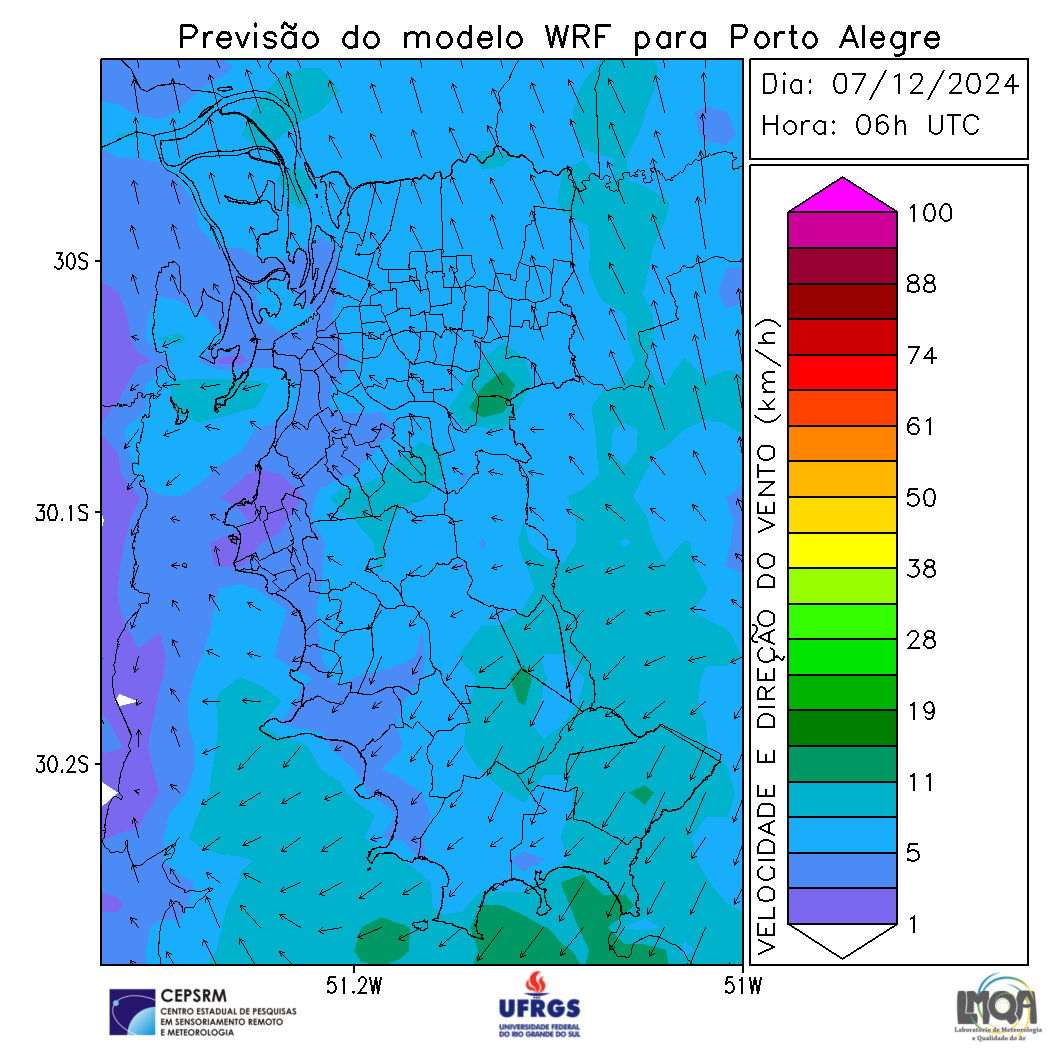 Previsão do modelo WRF para Porto Alegre
Dia: 07/12/2024
Hora: 06h UTC
30S
30.1S
30.2S
51.2W
51W
VELOCIDADE E DIREÇÃO DO VENTO (km/h)
100
88
74
61
50
38
28
19
11
5
1
CEPSRM
CENTRO ESTADUAL DE PESQUISAS
EM SENSORIAMENTO REMOTO
E METEOROLOGIA
UFRGS
UNIVERSIDADE FEDERAL
DO RIO GRANDE DO SUL
LMQA
Laboratório de Meteorologia
e Qualidade do Ar